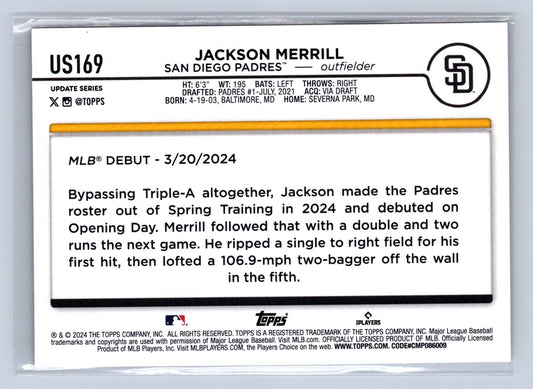 US169
JACKSON MERRILL
SAN DIEGO PADRES™ — outfielder
SD
UPDATE SERIES
X @TOPPS
HT: 6'3" WT: 195 BATS: LEFT THROWS: RIGHT
DRAFTED: PADRES #1-JULY, 2021 ACQ: VIA DRAFT
BORN: 4-19-03, BALTIMORE, MD HOME: SEVERNA PARK, MD
MLB® DEBUT - 3/20/2024
Bypassing Triple-A altogether, Jackson made the Padres
roster out of Spring Training in 2024 and debuted on
Opening Day. Merrill followed that with a double and two
runs the next game. He ripped a single to right field for his
first hit, then lofted a 106.9-mph two-bagger off the wall
in the fifth.
topps
PLAYERS
® & © 2024 THE TOPPS COMPANY, INC. ALL RIGHTS RESERVED. TOPPS IS A REGISTERED TRADEMARK OF THE TOPPS COMPANY, INC. Major League Baseball
trademarks and copyrights are used with permission of Major League Baseball. Visit MLB.com. OFFICIALLY LICENSED PRODUCT OF MLB. Officially Licensed
Product of MLB Players, Inc. Visit MLBPLAYERS.com, the Players Choice on the web. WWW.TOPPS.COM. CODE#CMP086009